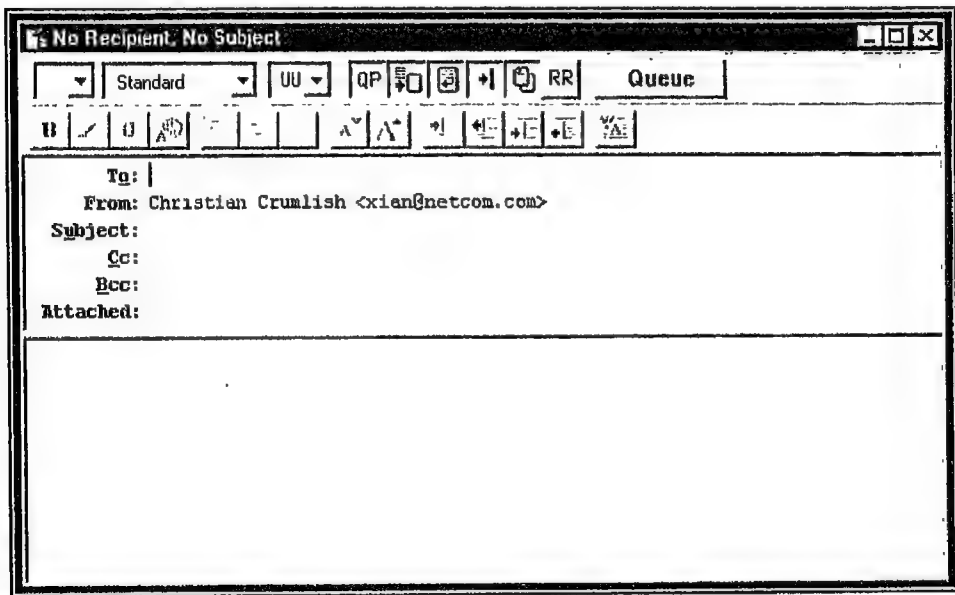 No Recipient, No Subject
Standard UU QP RR Queue
B
To:
From: Christian Crumlish <xian@netcom.com>
Subject:
Cc:
Bcc:
Attached: